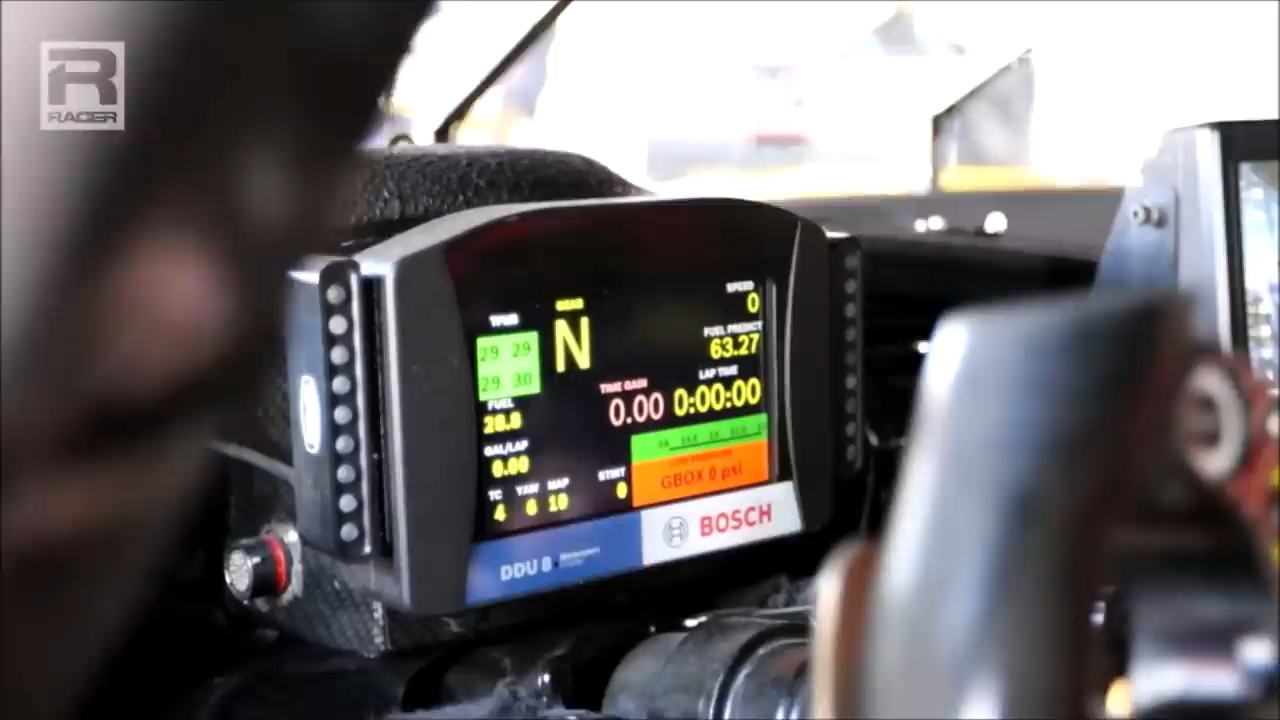 R
RACER
SPEED
0
GEAR
N
TPMS
29 29
29 30
FUEL PREDICT
63.27
LAP TIME
0:00:00
TIME GAIN
0.00
FUEL
28.8
GAL/LAP
0.00
TC YAW MAP
4 6 10
STINT
0
GBOX 0 psi
BOSCH
DDU 8